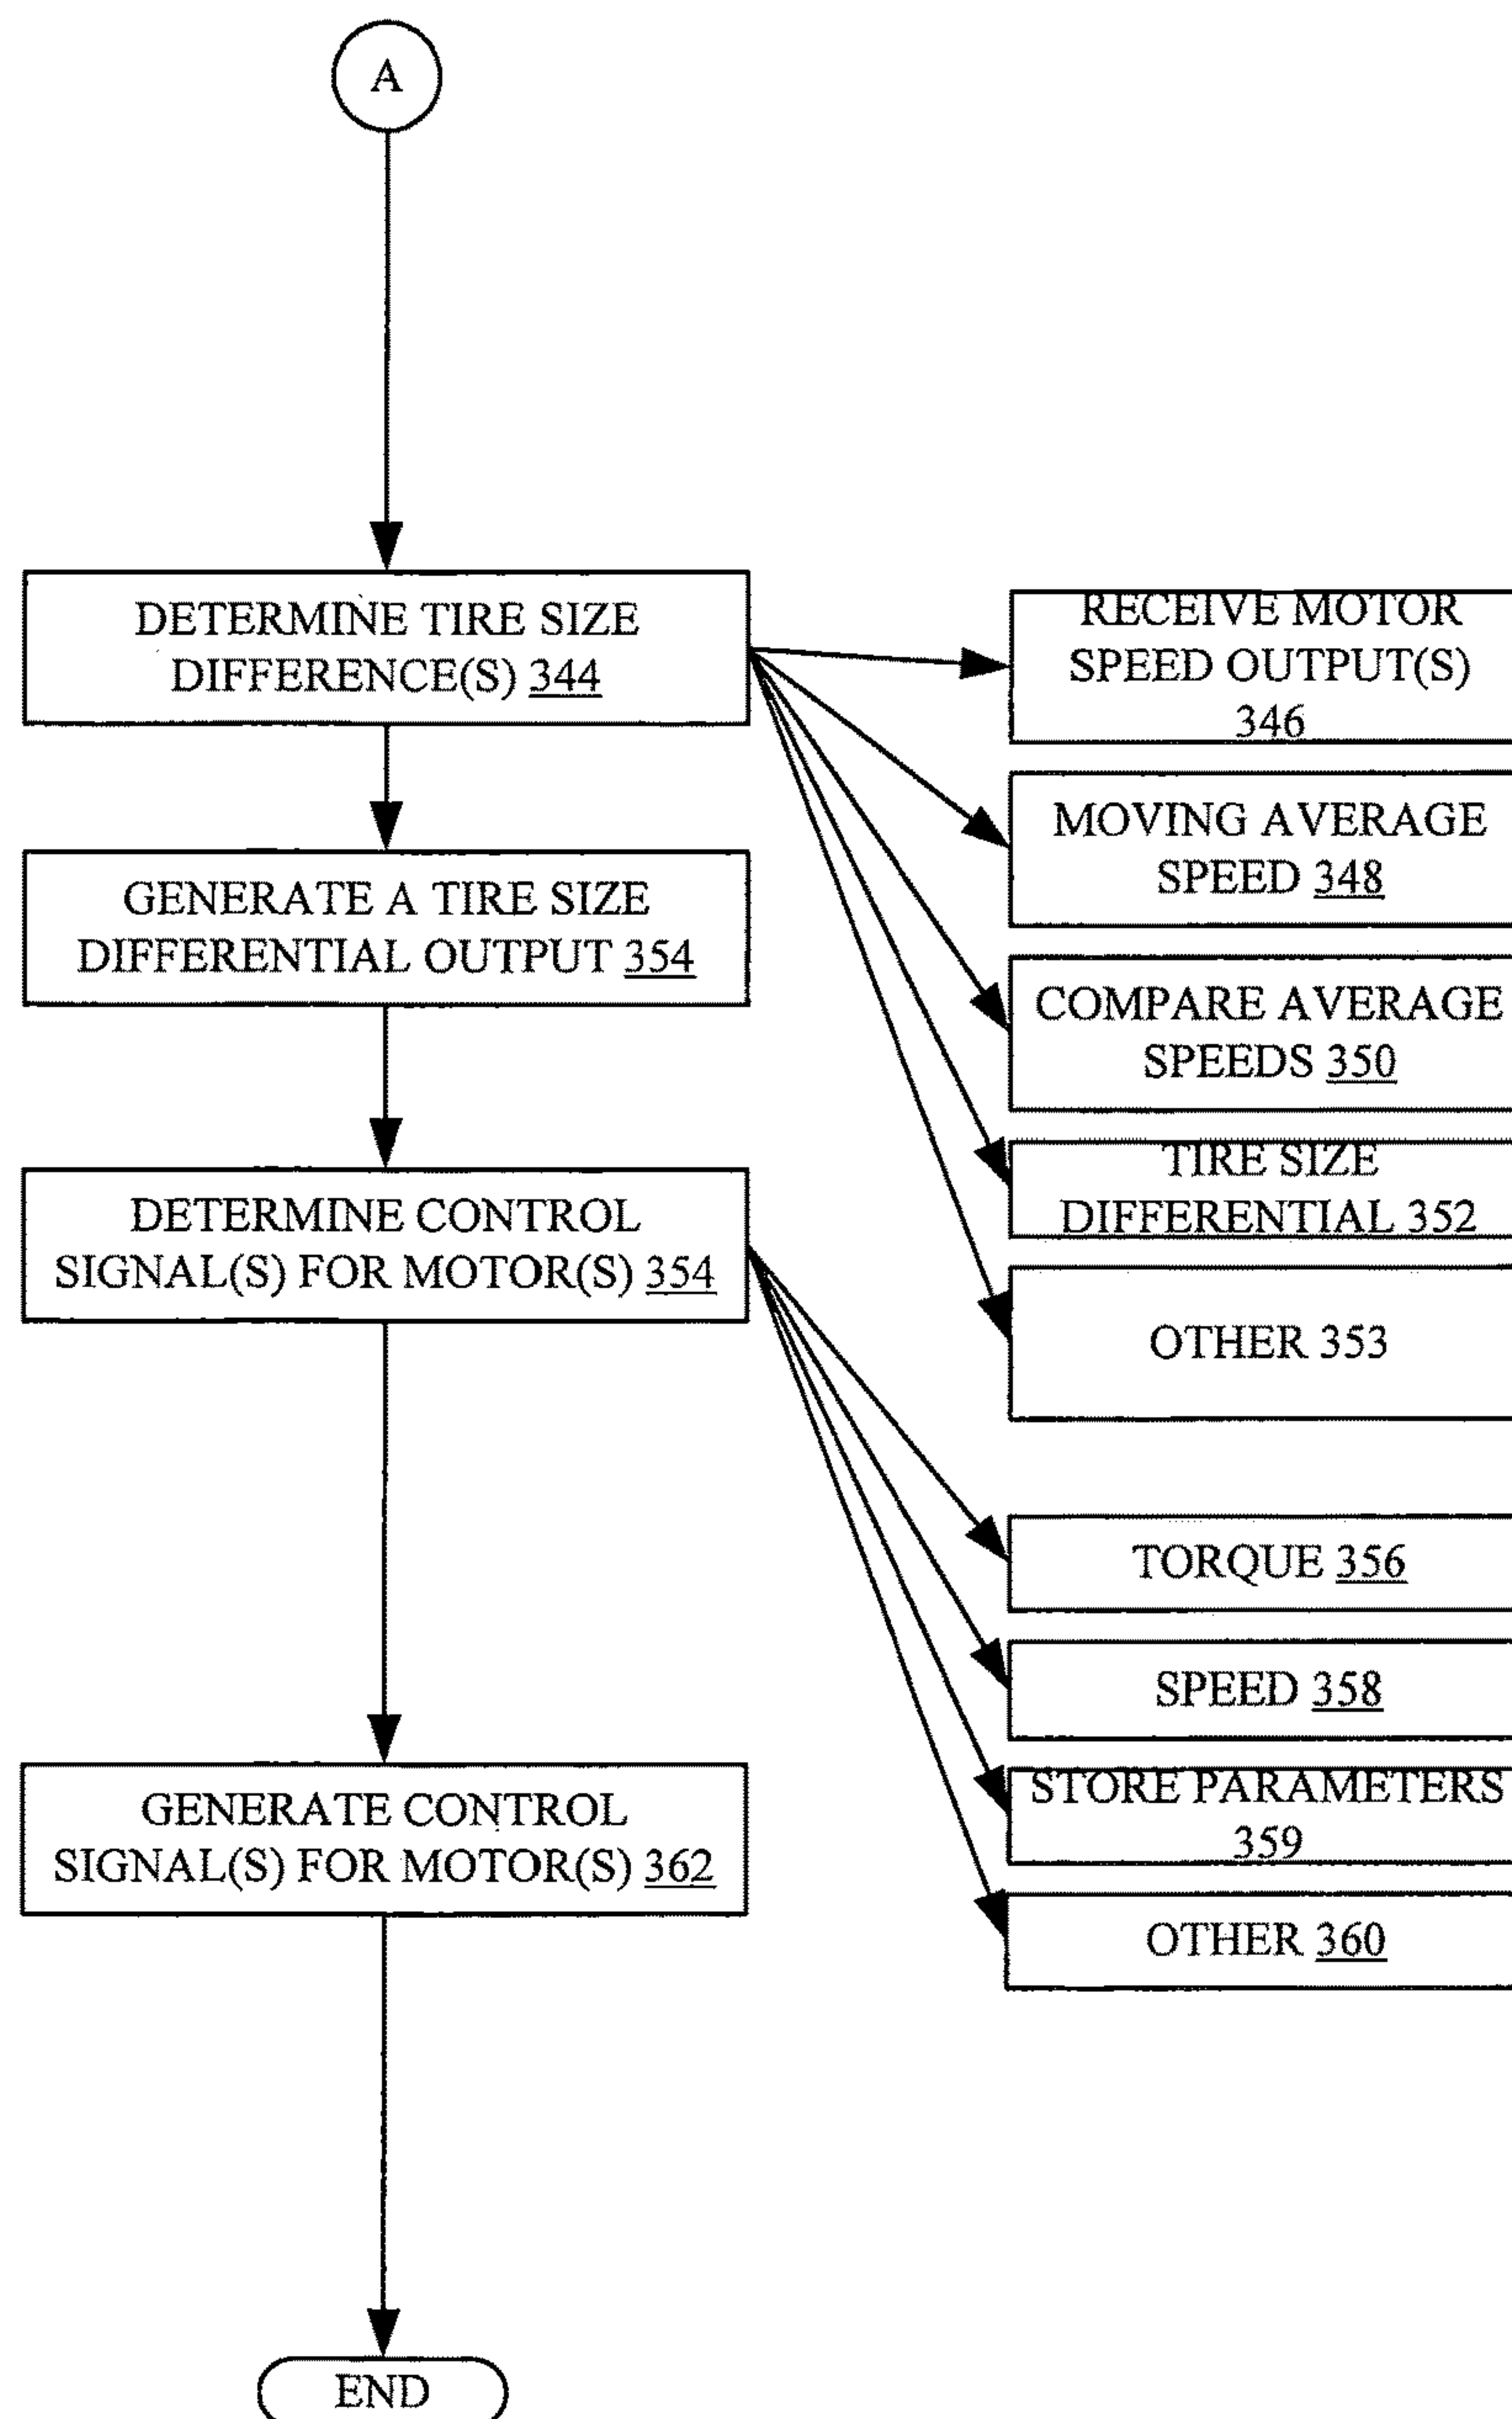 A
DETERMINE TIRE SIZE
DIFFERENCE(S) 344
RECEIVE MOTOR
SPEED OUTPUT(S)
346
MOVING AVERAGE
SPEED 348
GENERATE A TIRE SIZE
DIFFERENTIAL OUTPUT 354
COMPARE AVERAGE
SPEEDS 350
TIRE SIZE
DIFFERENTIAL 352
DETERMINE CONTROL
SIGNAL(S) FOR MOTOR(S) 354
OTHER 353
TORQUE 356
SPEED 358
STORE PARAMETERS
359
GENERATE CONTROL
SIGNAL(S) FOR MOTOR(S) 362
OTHER 360
END